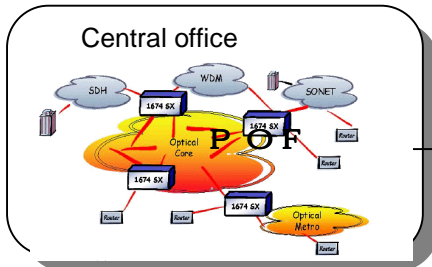 Central office
SDH
WDM
SONET
1674 SX
1674 SX
Optical
Core
P O F
Router
Router
1674 SX
1674 SX
Router
Router
Optical
Metro
Router